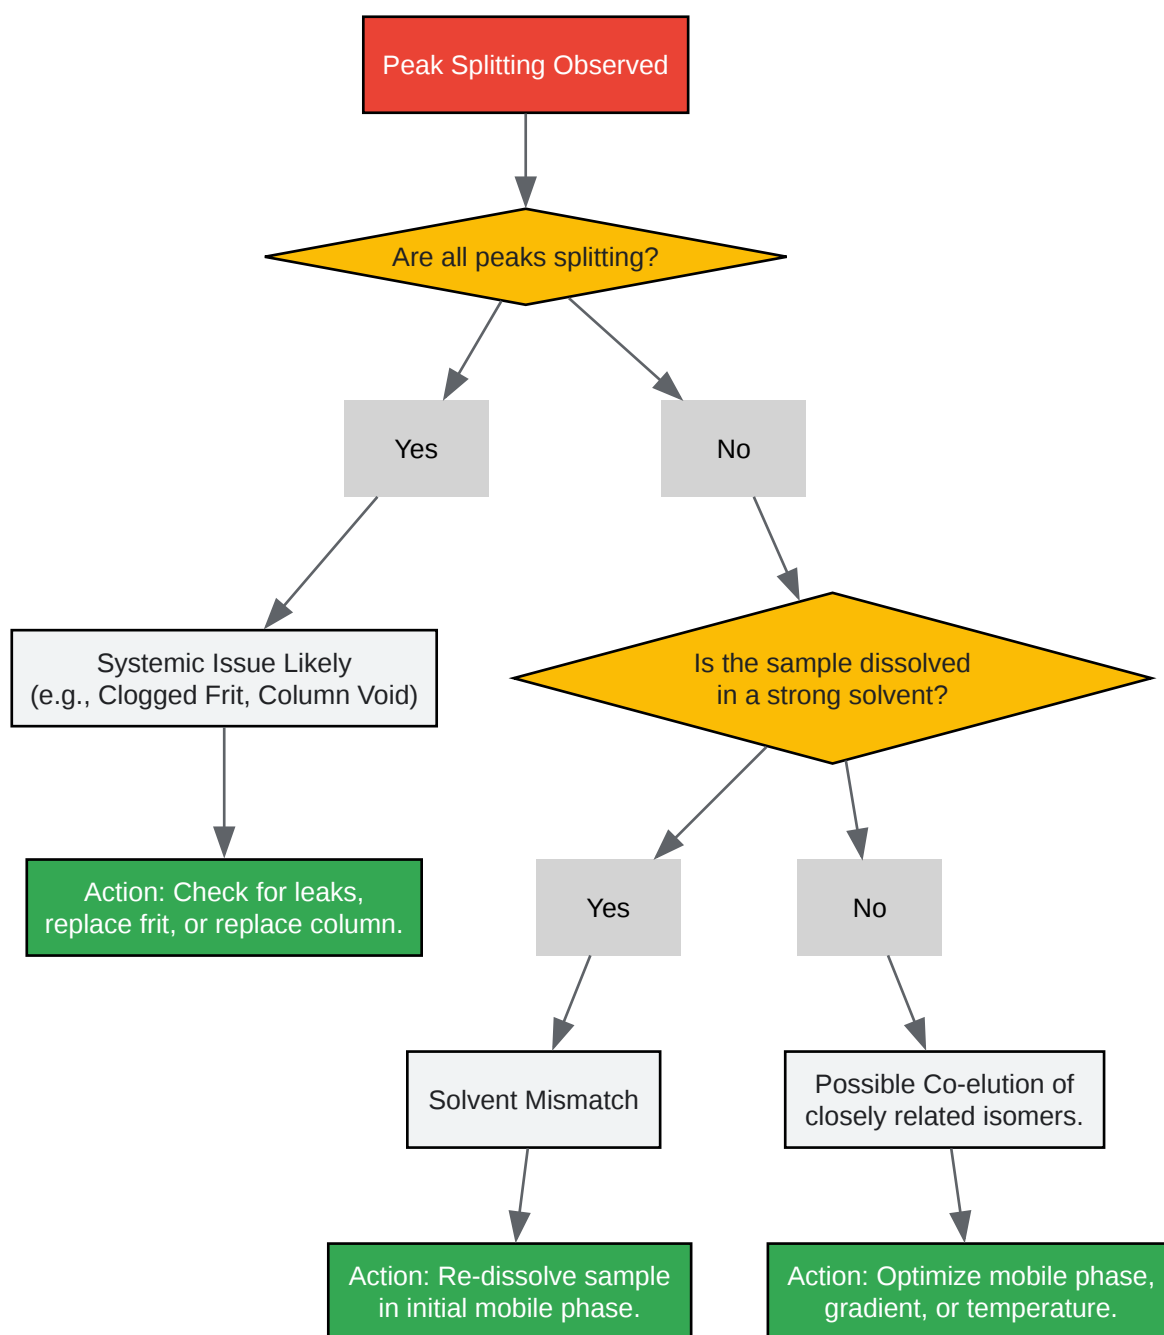 Peak Splitting Observed
Are all peaks splitting?
Yes
No
Systemic Issue Likely
(e.g., Clogged Frit, Column Void)
Is the sample dissolved
in a strong solvent?
Action: Check for leaks,
replace frit, or replace column.
Yes
No
Solvent Mismatch
Possible Co-elution of
closely related isomers.
Action: Re-dissolve sample
in initial mobile phase.
Action: Optimize mobile phase,
gradient, or temperature.